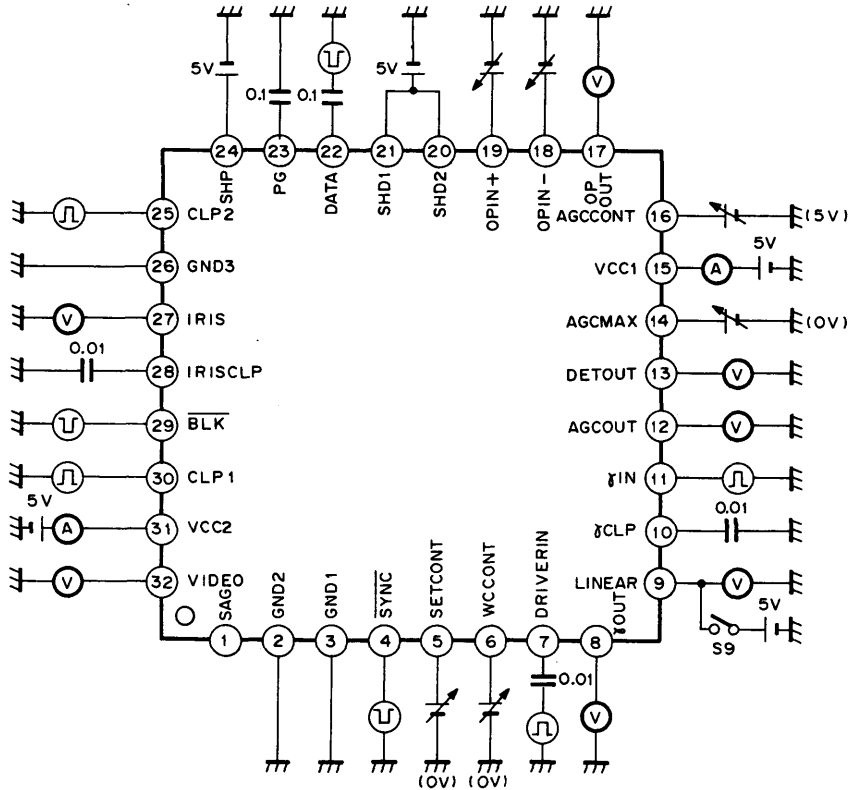 5V
0.1
0.1
5V
V
24
23
22
21
20
19
18
17
SHP
PG
DATA
SHD1
SHD2
OPIN+
OPIN-
OP OUT
25 CLP2
26 GND3
V 27 IRIS
0.01
28 IRISCLP
29 BLK
30 CLP1
5V
A 31 VCC2
V 32 VIDEO
AGCCONT 16 (5V)
5V
VCC1 15 A
AGCMAX 14 (0V)
DETOUT 13 V
AGCOUT 12 V
γIN 11
0.01
γCLP 10
LINEAR 9 V
5V
S9
SAG
GND2
GND1
SYNC
SETCONT
WCCONT
DRIVERIN
γOUT
1
2
3
4
5
6
7
8
0.01
V
(0V)
(0V)